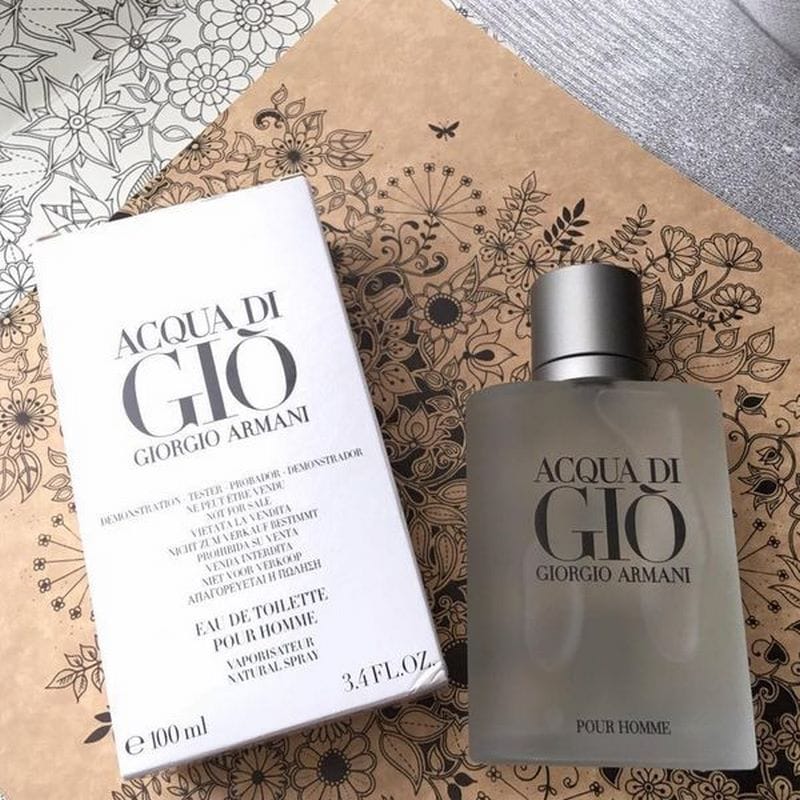 ACQUA DI
GIÒ
GIORGIO ARMANI
DEMONSTRATION - TESTER - PROBADOR - DEMONSTRADOR
NE PEUT ÊTRE VENDU
NOT FOR SALE
VIETATA LA VENDITA
NICHT ZUM VERKAUF BESTIMMT
PROHIBIDA SU VENTA
VENDA INTERDITA
NIET VOOR VERKOOP
ΑΠΑΓΟΡΕΥΕΤΑΙ Η ΠΩΛΗΣΗ
EAU DE TOILETTE
POUR HOMME
VAPORISATEUR
NATURAL SPRAY
3.4 FL.OZ.
℮ 100 ml
ACQUA DI
GIÒ
GIORGIO ARMANI
POUR HOMME